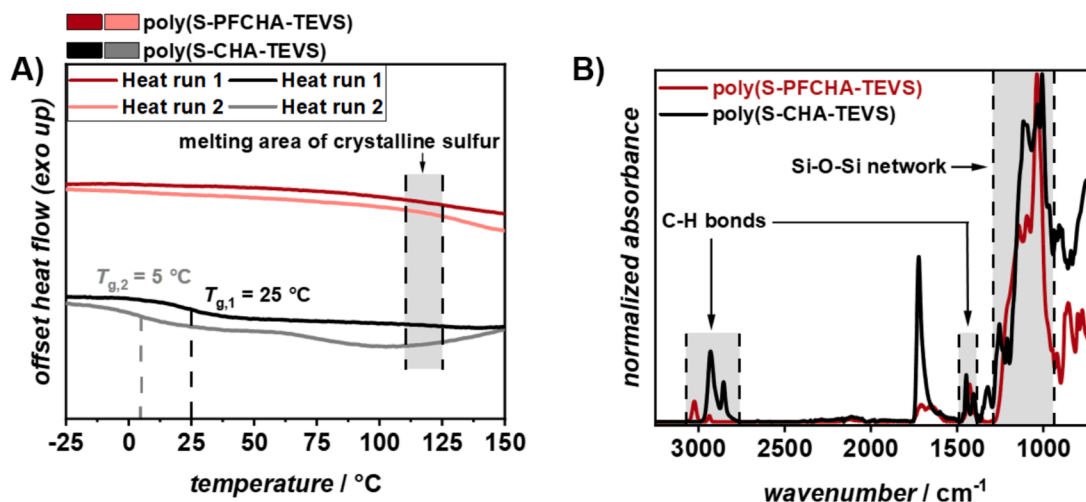 poly(S-PFCHA-TEVS)
poly(S-CHA-TEVS)
A)
Heat run 1 Heat run 1
Heat run 2 Heat run 2
melting area of crystalline sulfur
offset heat flow (exo up)
Tg,2 = 5 °C
Tg,1 = 25 °C
-25 0 25 50 75 100 125 150
temperature / °C
B)
poly(S-PFCHA-TEVS)
poly(S-CHA-TEVS)
Si-O-Si network
C-H bonds
normalized absorbance
3000 2500 2000 1500 1000
wavenumber / cm-1